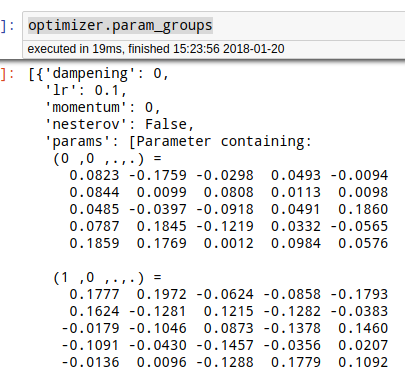 ]: optimizer.param_groups
executed in 19ms, finished 15:23:56 2018-01-20
]: [{'dampening': 0,
'lr': 0.1,
'momentum': 0,
'nesterov': False,
'params': [Parameter containing:
(0 ,0 ,.,.) =
0.0823 -0.1759 -0.0298 0.0493 -0.0094
0.0844 0.0099 0.0808 0.0113 0.0098
0.0485 -0.0397 -0.0918 0.0491 0.1860
0.0787 0.1845 -0.1219 0.0332 -0.0565
0.1859 0.1769 0.0012 0.0984 0.0576
(1 ,0 ,.,.) =
0.1777 0.1972 -0.0624 -0.0858 -0.1793
0.1624 -0.1281 0.1215 -0.1282 -0.0383
-0.0179 -0.1046 0.0873 -0.1378 0.1460
-0.1091 -0.0430 -0.1457 -0.0356 0.0207
-0.0136 0.0096 -0.1288 0.1779 0.1092